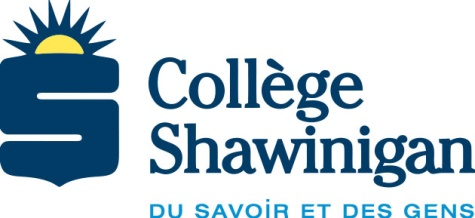 S
Collège
Shawinigan
DU SAVOIR ET DES GENS